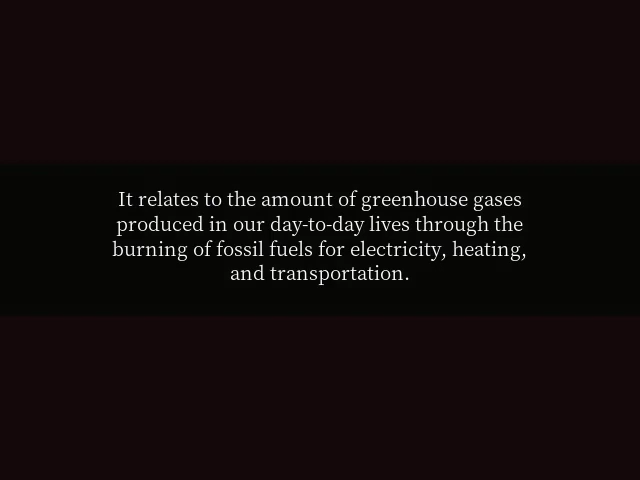 It relates to the amount of greenhouse gases
produced in our day-to-day lives through the
burning of fossil fuels for electricity, heating,
and transportation.